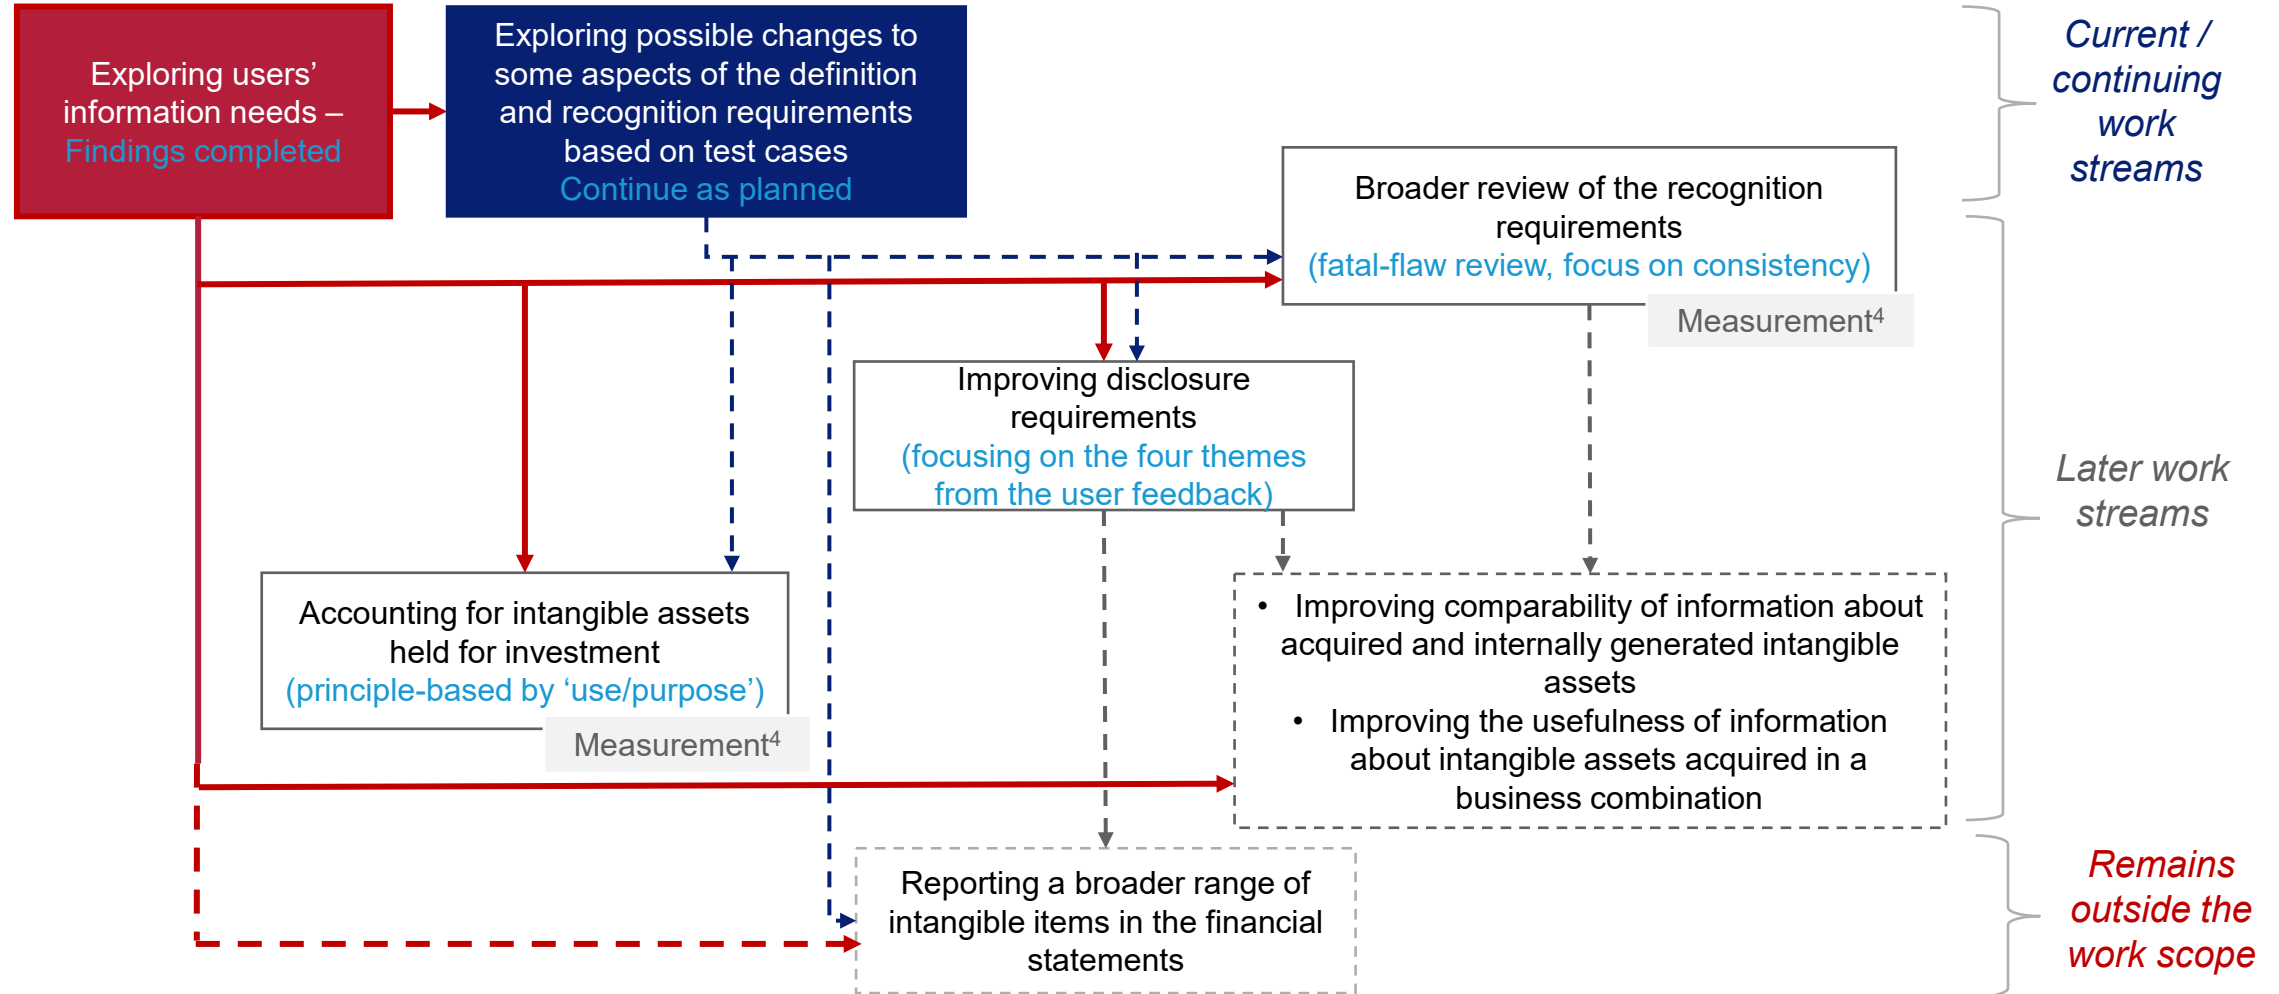 Exploring users’
information needs –
Findings completed
Exploring possible changes to
some aspects of the definition
and recognition requirements
based on test cases
Continue as planned
Current /
continuing
work
streams
Broader review of the recognition
requirements
(fatal-flaw review, focus on consistency)
Measurement⁴
Improving disclosure
requirements
(focusing on the four themes
from the user feedback)
Later work
streams
Accounting for intangible assets
held for investment
(principle-based by ‘use/purpose’)
Measurement⁴
• Improving comparability of information about
acquired and internally generated intangible
assets
• Improving the usefulness of information
about intangible assets acquired in a
business combination
Reporting a broader range of
intangible items in the financial
statements
Remains
outside the
work scope